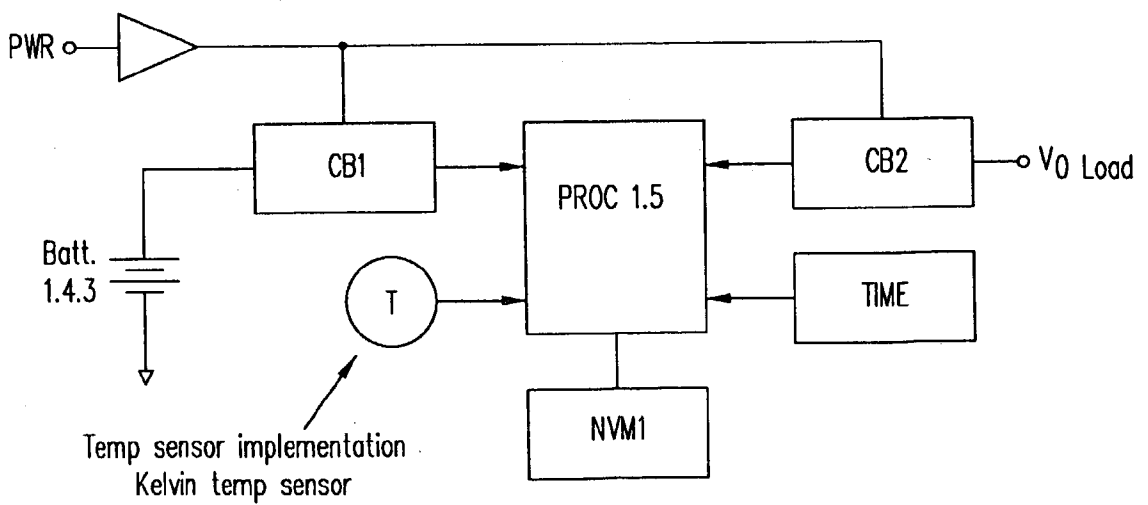 PWR
CB1
PROC 1.5
CB2
VO Load
Batt.
1.4.3
T
TIME
NVM1
Temp sensor implementation
Kelvin temp sensor